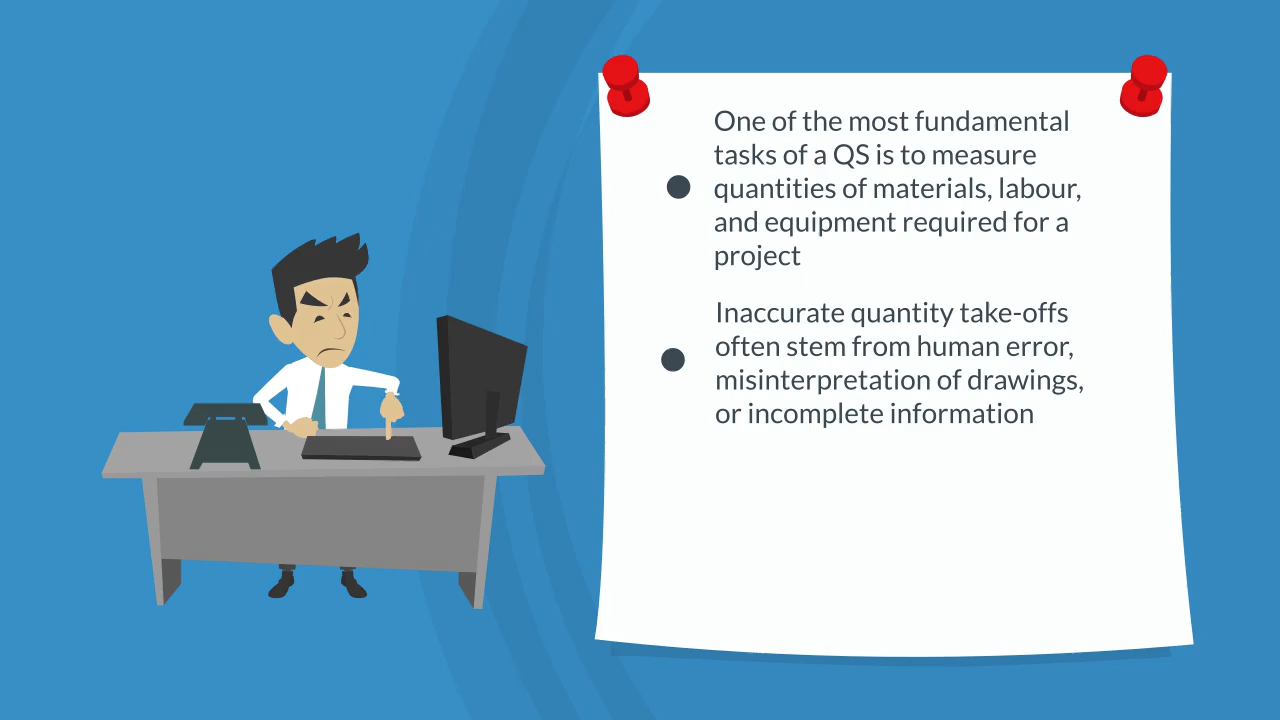 One of the most fundamental
tasks of a QS is to measure
quantities of materials, labour,
and equipment required for a
project
Inaccurate quantity take-offs
often stem from human error,
misinterpretation of drawings,
or incomplete information